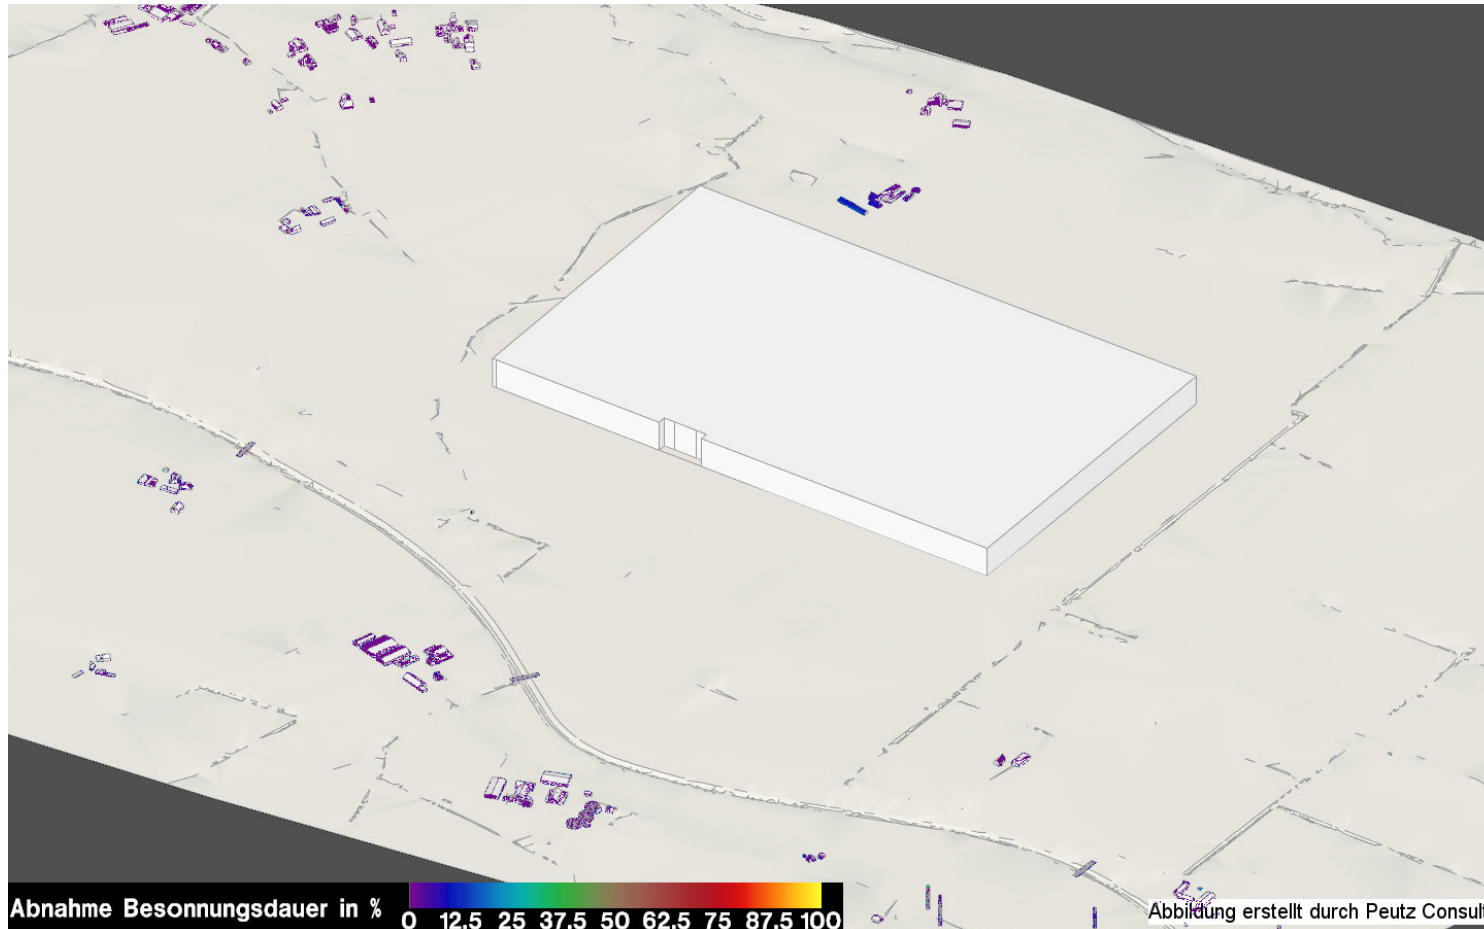 Abnahme Besonnungsdauer in %
0 12,5 25 37,5 50 62,5 75 87,5 100
Abbildung erstellt durch Peutz Consult